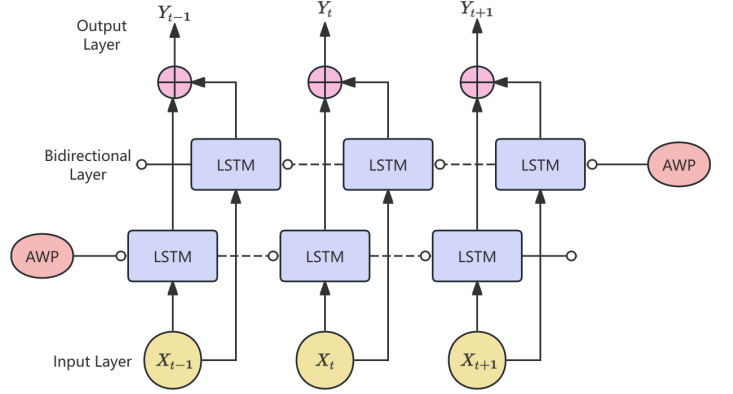 Y_{t-1} Y_t Y_{t+1}
Output
Layer
Bidirectional
Layer
LSTM LSTM LSTM AWP
AWP LSTM LSTM LSTM
Input Layer X_{t-1} X_t X_{t+1}